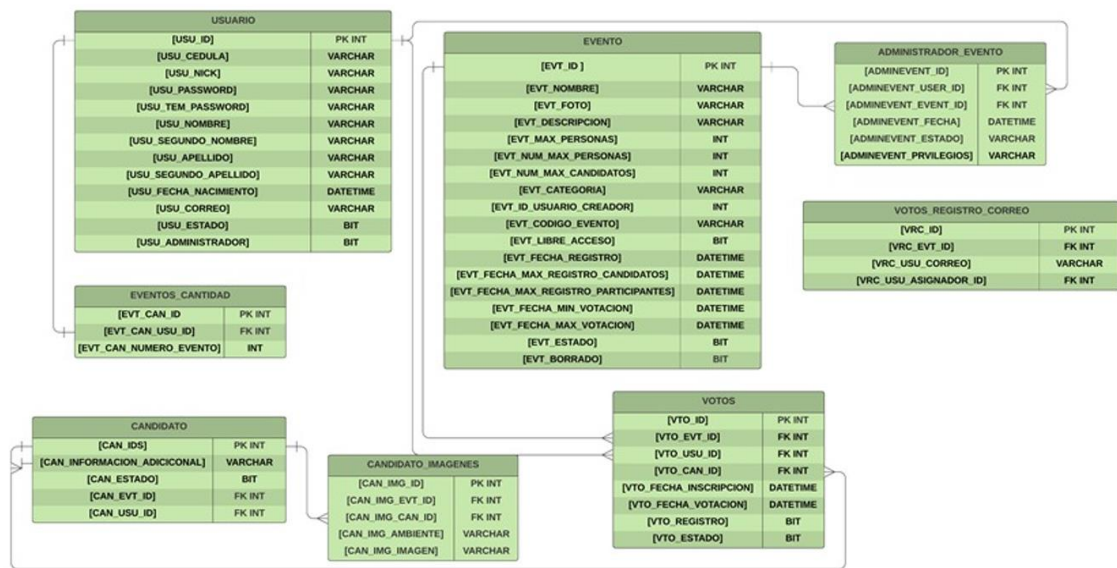 USUARIO
[USU_ID] PK INT
[USU_CEDULA] VARCHAR
[USU_NICK] VARCHAR
[USU_PASSWORD] VARCHAR
[USU_TEM_PASSWORD] VARCHAR
[USU_NOMBRE] VARCHAR
[USU_SEGUNDO_NOMBRE] VARCHAR
[USU_APELLIDO] VARCHAR
[USU_SEGUNDO_APELLIDO] VARCHAR
[USU_FECHA_NACIMIENTO] DATETIME
[USU_CORREO] VARCHAR
[USU_ESTADO] BIT
[USU_ADMINISTRADOR] BIT
EVENTO
[EVT_ID ] PK INT
[EVT_NOMBRE] VARCHAR
[EVT_FOTO] VARCHAR
[EVT_DESCRIPCION] VARCHAR
[EVT_MAX_PERSONAS] INT
[EVT_NUM_MAX_PERSONAS] INT
[EVT_NUM_MAX_CANDIDATOS] INT
[EVT_CATEGORIA] VARCHAR
[EVT_ID_USUARIO_CREADOR] INT
[EVT_CODIGO_EVENTO] VARCHAR
[EVT_LIBRE_ACCESO] BIT
[EVT_FECHA_REGISTRO] DATETIME
[EVT_FECHA_MAX_REGISTRO_CANDIDATOS] DATETIME
[EVT_FECHA_MAX_REGISTRO_PARTICIPANTES] DATETIME
[EVT_FECHA_MIN_VOTACION] DATETIME
[EVT_FECHA_MAX_VOTACION] DATETIME
[EVT_ESTADO] BIT
[EVT_BORRADO] BIT
ADMINISTRADOR_EVENTO
[ADMINEVENT_ID] PK INT
[ADMINEVENT_USER_ID] FK INT
[ADMINEVENT_EVENT_ID] FK INT
[ADMINEVENT_FECHA] DATETIME
[ADMINEVENT_ESTADO] VARCHAR
[ADMINEVENT_PRVILEGIOS] VARCHAR
VOTOS_REGISTRO_CORREO
[VRC_ID] PK INT
[VRC_EVT_ID] FK INT
[VRC_USU_CORREO] VARCHAR
[VRC_USU_ASIGNADOR_ID] FK INT
EVENTOS_CANTIDAD
[EVT_CAN_ID PK INT
[EVT_CAN_USU_ID] FK INT
[EVT_CAN_NUMERO_EVENTO] INT
CANDIDATO
[CAN_IDS] PK INT
[CAN_INFORMACION_ADICICONAL] VARCHAR
[CAN_ESTADO] BIT
[CAN_EVT_ID] FK INT
[CAN_USU_ID] FK INT
CANDIDATO_IMAGENES
[CAN_IMG_ID] PK INT
[CAN_IMG_EVT_ID] FK INT
[CAN_IMG_CAN_ID] FK INT
[CAN_IMG_AMBIENTE] VARCHAR
[CAN_IMG_IMAGEN] VARCHAR
VOTOS
[VTO_ID] PK INT
[VTO_EVT_ID] FK INT
[VTO_USU_ID] FK INT
[VTO_CAN_ID] FK INT
[VTO_FECHA_INSCRIPCION] DATETIME
[VTO_FECHA_VOTACION] DATETIME
[VTO_REGISTRO] BIT
[VTO_ESTADO] BIT